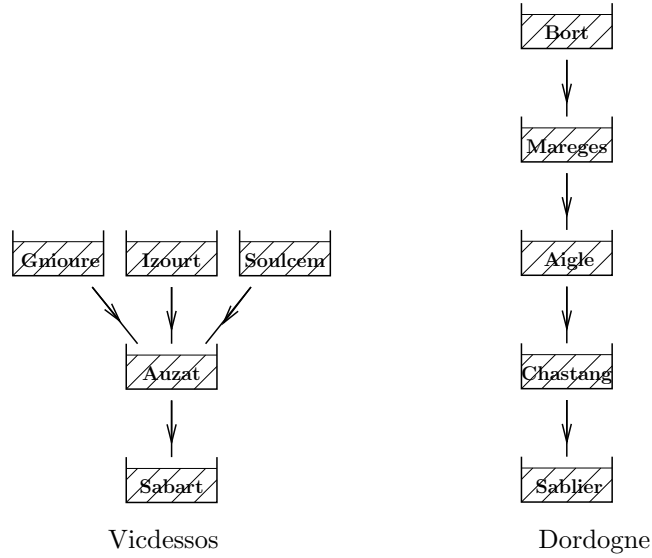 Bort
Mareges
Gnioure Izourt Soulcem Aigle
Auzat Chastang
Sabart Sablier
Vicdessos Dordogne